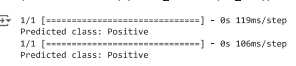 1/1 [==============================] - 0s 119ms/step
Predicted class: Positive
1/1 [==============================] - 0s 106ms/step
Predicted class: Positive